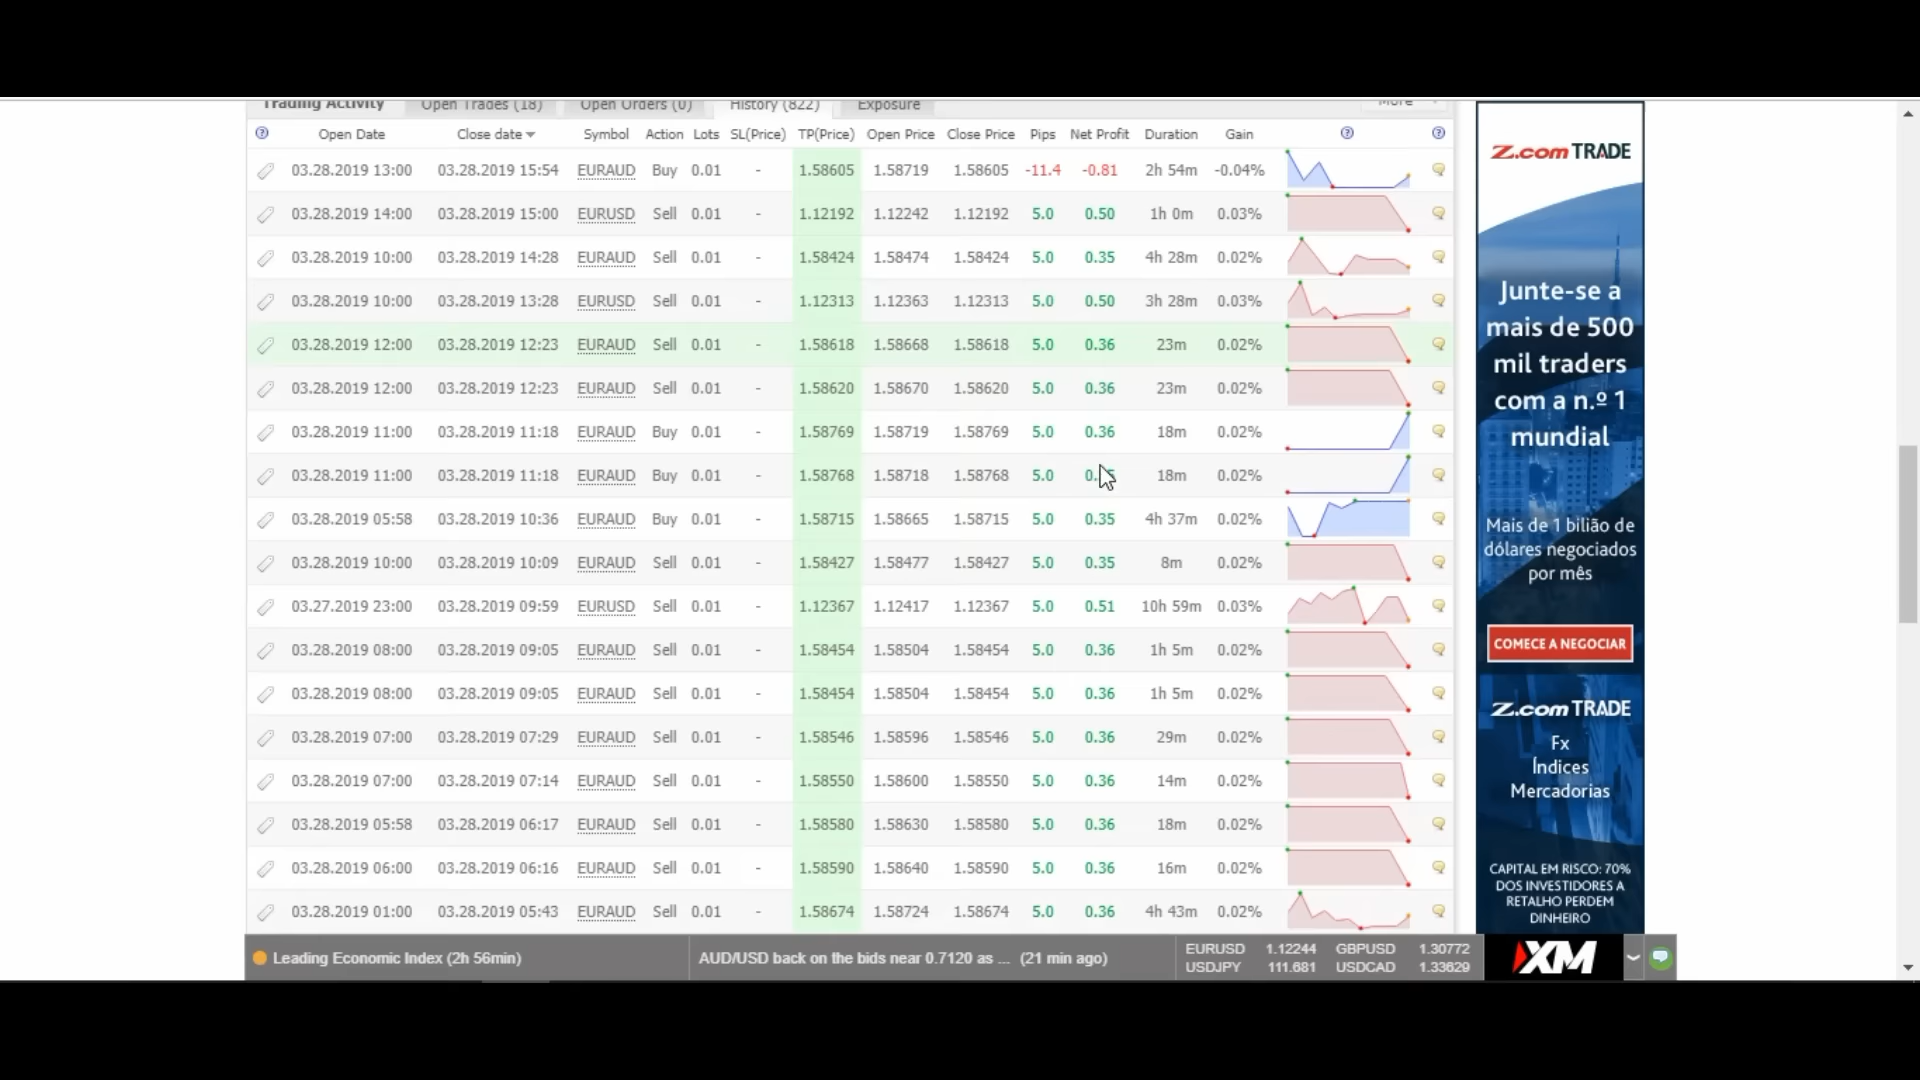 Trading Activity Open Trades (18) Open Orders (0) History (822) Exposure More
Open Date Close date Symbol Action Lots SL(Price) TP(Price) Open Price Close Price Pips Net Profit Duration Gain
03.28.2019 13:00 03.28.2019 15:54 EURAUD Buy 0.01 - 1.58605 1.58719 1.58605 -11.4 -0.81 2h 54m -0.04%
03.28.2019 14:00 03.28.2019 15:00 EURUSD Sell 0.01 - 1.12192 1.12242 1.12192 5.0 0.50 1h 0m 0.03%
03.28.2019 10:00 03.28.2019 14:28 EURAUD Sell 0.01 - 1.58424 1.58474 1.58424 5.0 0.35 4h 28m 0.02%
03.28.2019 10:00 03.28.2019 13:28 EURUSD Sell 0.01 - 1.12313 1.12363 1.12313 5.0 0.50 3h 28m 0.03%
03.28.2019 12:00 03.28.2019 12:23 EURAUD Sell 0.01 - 1.58618 1.58668 1.58618 5.0 0.36 23m 0.02%
03.28.2019 12:00 03.28.2019 12:23 EURAUD Sell 0.01 - 1.58620 1.58670 1.58620 5.0 0.36 23m 0.02%
03.28.2019 11:00 03.28.2019 11:18 EURAUD Buy 0.01 - 1.58769 1.58719 1.58769 5.0 0.36 18m 0.02%
03.28.2019 11:00 03.28.2019 11:18 EURAUD Buy 0.01 - 1.58768 1.58718 1.58768 5.0 18m 0.02%
03.28.2019 05:58 03.28.2019 10:36 EURAUD Buy 0.01 - 1.58715 1.58665 1.58715 5.0 0.35 4h 37m 0.02%
03.28.2019 10:00 03.28.2019 10:09 EURAUD Sell 0.01 - 1.58427 1.58477 1.58427 5.0 0.35 8m 0.02%
03.27.2019 23:00 03.28.2019 09:59 EURUSD Sell 0.01 - 1.12367 1.12417 1.12367 5.0 0.51 10h 59m 0.03%
03.28.2019 08:00 03.28.2019 09:05 EURAUD Sell 0.01 - 1.58454 1.58504 1.58454 5.0 0.36 1h 5m 0.02%
03.28.2019 08:00 03.28.2019 09:05 EURAUD Sell 0.01 - 1.58454 1.58504 1.58454 5.0 0.36 1h 5m 0.02%
03.28.2019 07:00 03.28.2019 07:29 EURAUD Sell 0.01 - 1.58546 1.58596 1.58546 5.0 0.36 29m 0.02%
03.28.2019 07:00 03.28.2019 07:14 EURAUD Sell 0.01 - 1.58550 1.58600 1.58550 5.0 0.36 14m 0.02%
03.28.2019 05:58 03.28.2019 06:17 EURAUD Sell 0.01 - 1.58580 1.58630 1.58580 5.0 0.36 18m 0.02%
03.28.2019 06:00 03.28.2019 06:16 EURAUD Sell 0.01 - 1.58590 1.58640 1.58590 5.0 0.36 16m 0.02%
03.28.2019 01:00 03.28.2019 05:43 EURAUD Sell 0.01 - 1.58674 1.58724 1.58674 5.0 0.36 4h 43m 0.02%
Z.com TRADE
Junte-se a
mais de 500
mil traders
com a n.º 1
mundial
Mais de 1 bilião de
dólares negociados
por mês
COMECE A NEGOCIAR
Z.com TRADE
Fx
Índices
Mercadorias
CAPITAL EM RISCO: 70%
DOS INVESTIDORES A
RETALHO PERDEM
DINHEIRO
Leading Economic Index (2h 56min) AUD/USD back on the bids near 0.7120 as ... (21 min ago)
EURUSD 1.12244 GBPUSD 1.30772
USDJPY 111.681 USDCAD 1.33629
XM